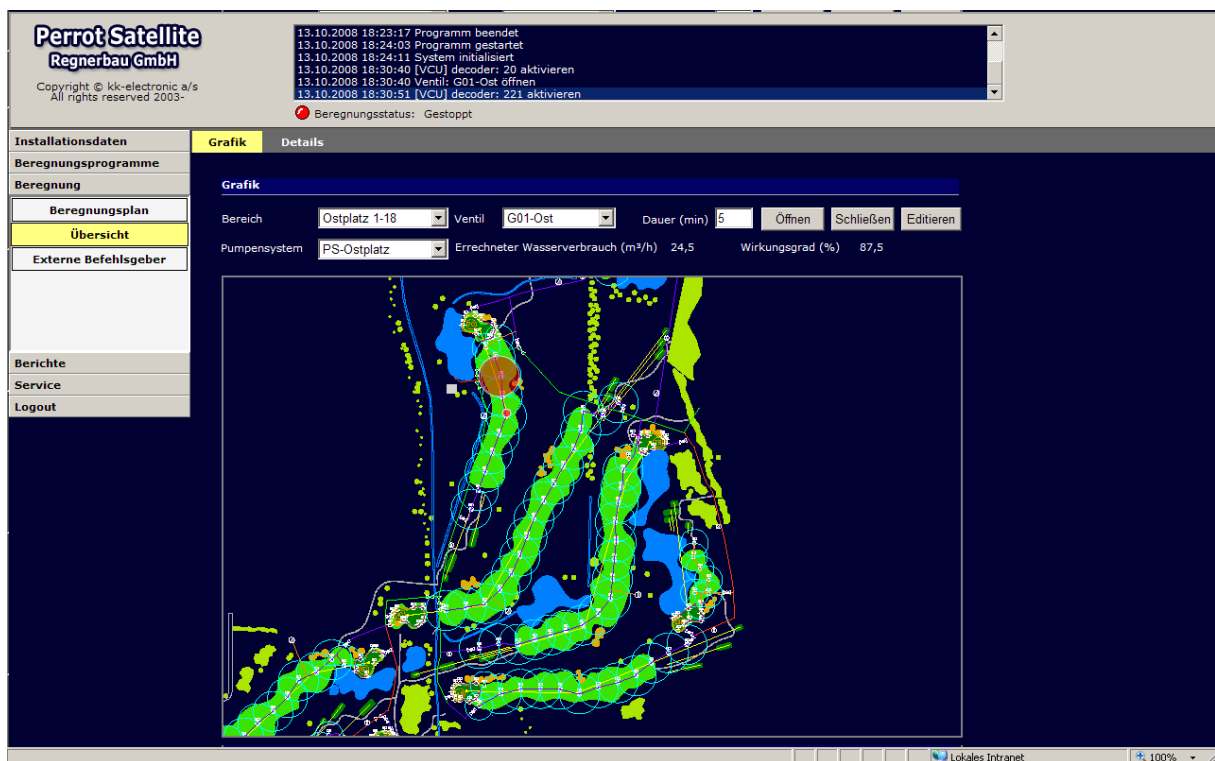 Perrot Satellite
Regnerbau GmbH
Copyright © kk-electronic a/s
All rights reserved 2003-
13.10.2008 18:23:17 Programm beendet
13.10.2008 18:24:03 Programm gestartet
13.10.2008 18:24:11 System initialisiert
13.10.2008 18:30:40 [VCU] decoder: 20 aktivieren
13.10.2008 18:30:40 Ventil: G01-Ost öffnen
13.10.2008 18:30:51 [VCU] decoder: 221 aktivieren
Beregnungsstatus: Gestoppt
Installationsdaten
Beregnungsprogramme
Beregnung
Beregnungsplan
Übersicht
Externe Befehlsgeber
Berichte
Service
Logout
Grafik Details
Grafik
Bereich Ostplatz 1-18 Ventil G01-Ost Dauer (min) 5 Öffnen Schließen Editieren
Pumpensystem PS-Ostplatz Errechneter Wasserverbrauch (m³/h) 24,5 Wirkungsgrad (%) 87,5
Lokales Intranet 100%